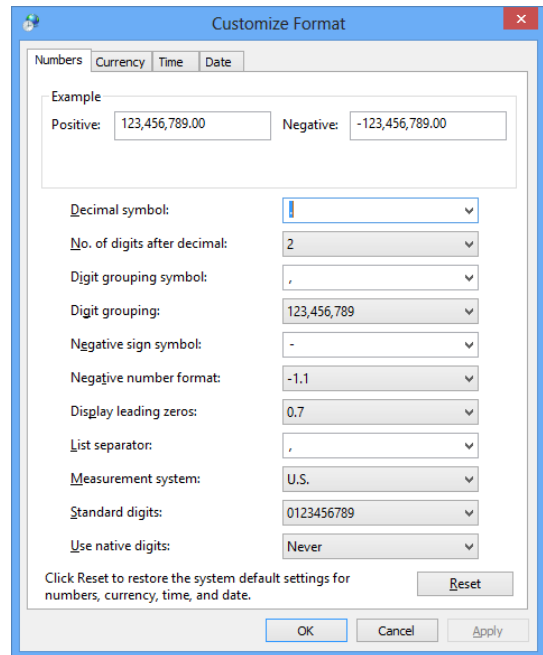 Customize Format
Numbers Currency Time Date
Example
Positive: 123,456,789.00 Negative: -123,456,789.00
Decimal symbol: .
No. of digits after decimal: 2
Digit grouping symbol: ,
Digit grouping: 123,456,789
Negative sign symbol: -
Negative number format: -1.1
Display leading zeros: 0.7
List separator: ,
Measurement system: U.S.
Standard digits: 0123456789
Use native digits: Never
Click Reset to restore the system default settings for
numbers, currency, time, and date.
Reset
OK Cancel Apply